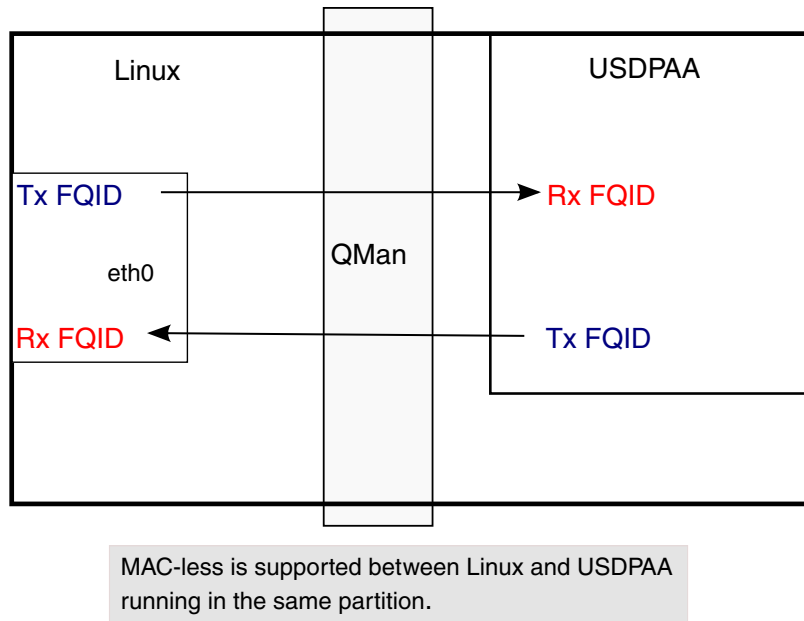 Linux
USDPAA
Tx FQID
Rx FQID
QMan
eth0
Rx FQID
Tx FQID
MAC-less is supported between Linux and USDPAA
running in the same partition.